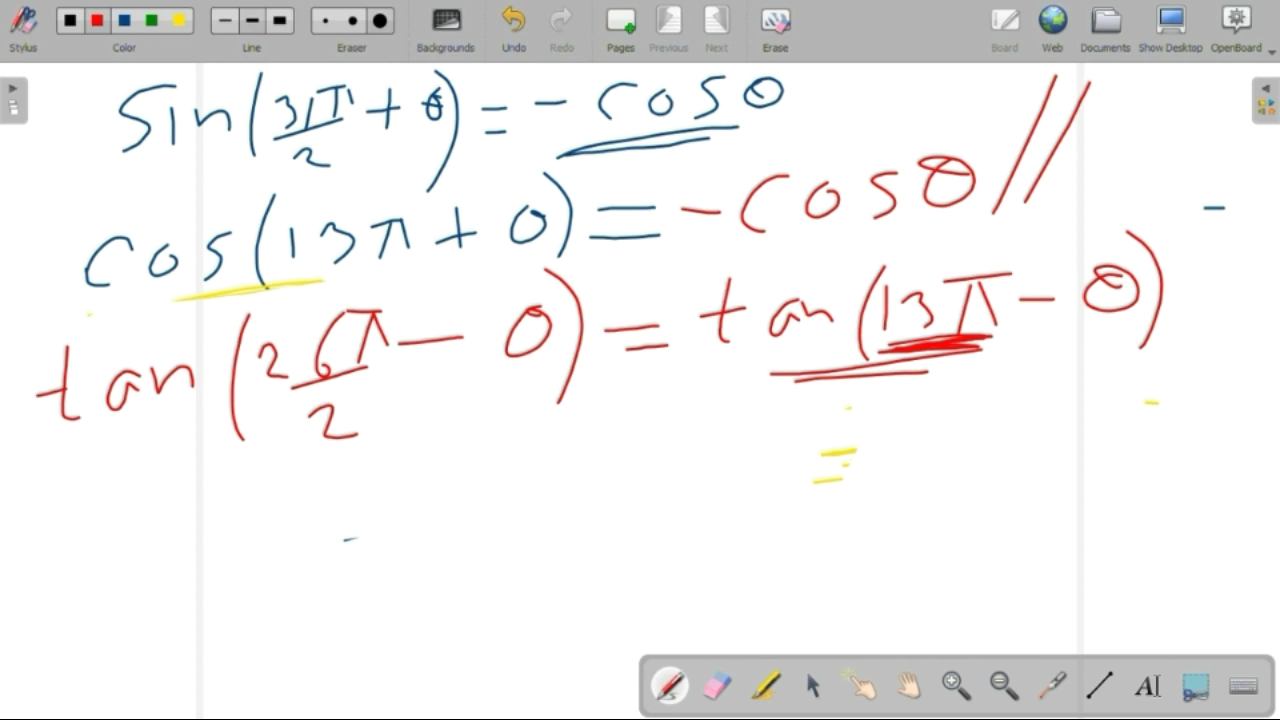 Stylus Color Line Eraser Backgrounds Undo Redo Pages Previous Next Erase Board Web Documents Show Desktop OpenBoard
sin(3π/2 + θ) = - cosθ
cos(13π + θ) = - cosθ //
tan(26π/2 - θ) = tan(13π - θ)